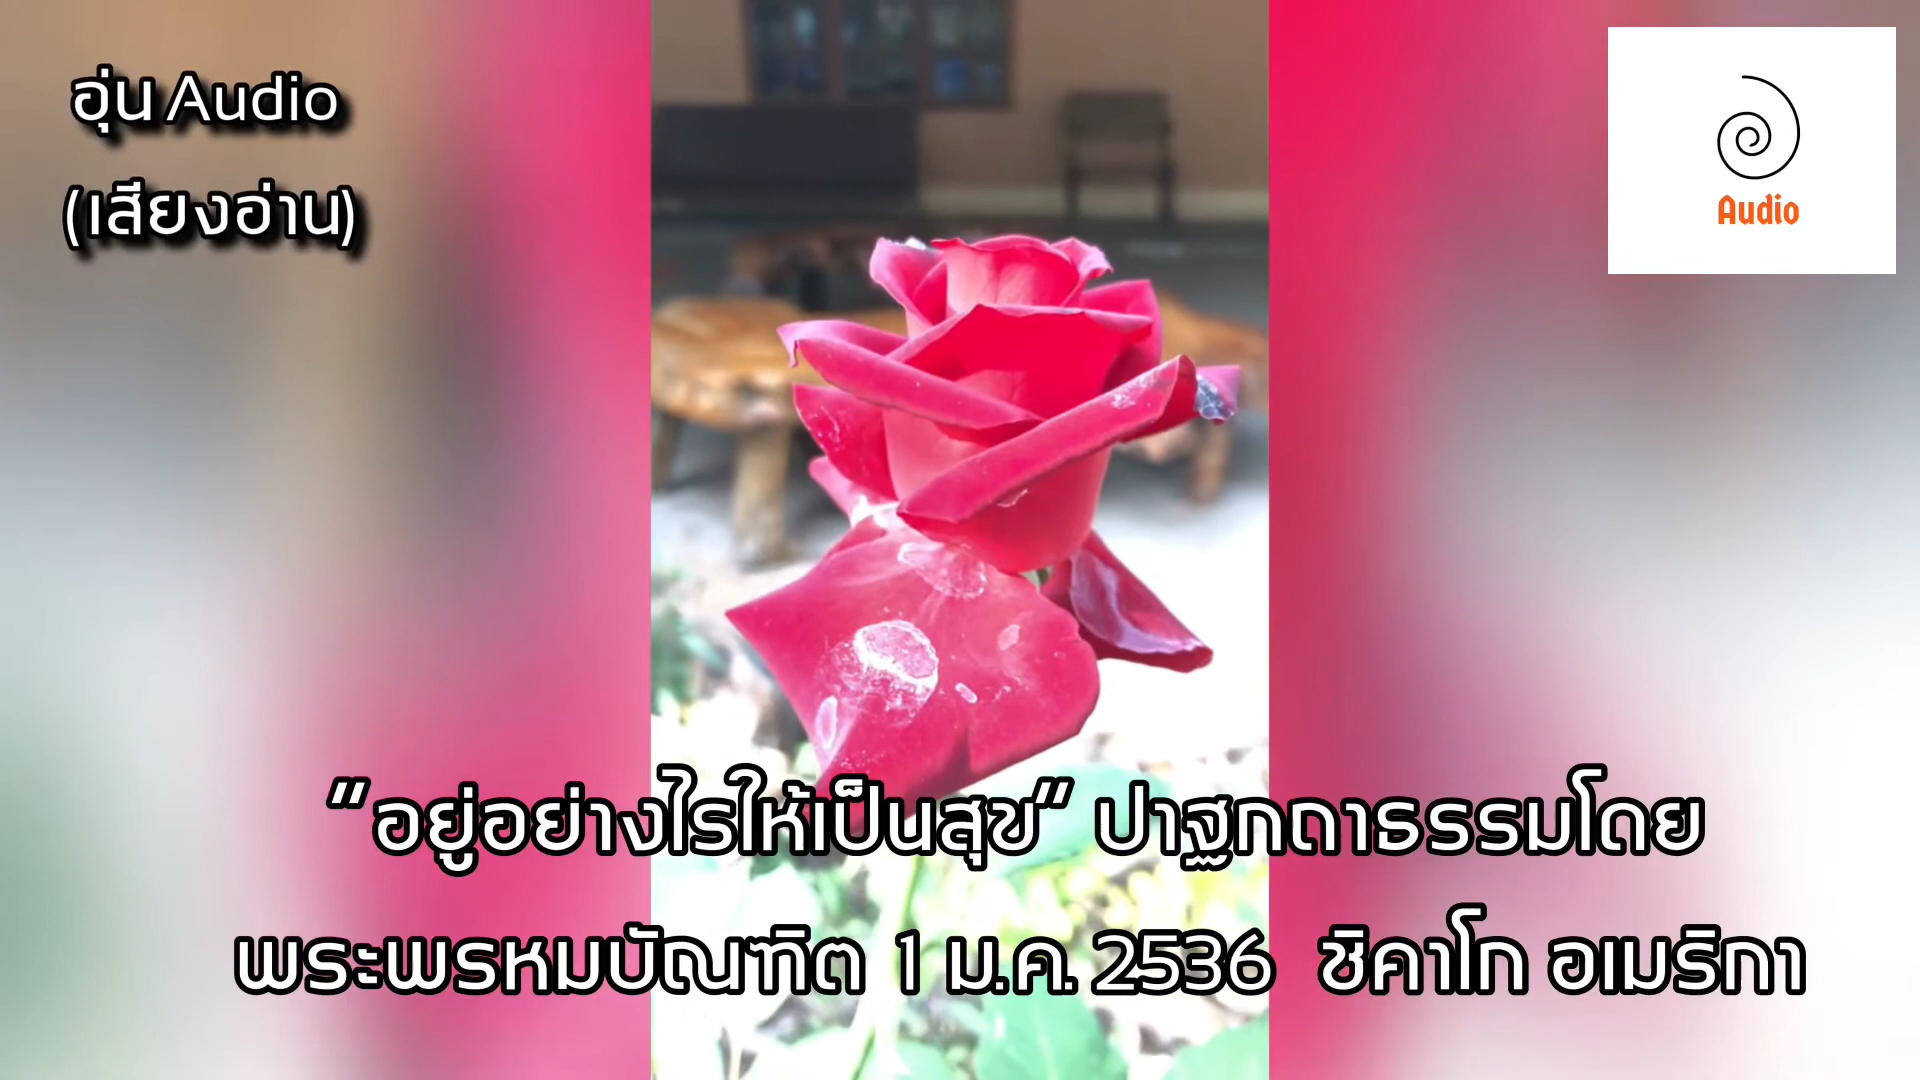 อุ่น Audio
(เสียงอ่าน)
Audio
"อยู่อย่างไรให้เป็นสุข" ปาฐกถาธรรมโดย
พระพรหมบัณฑิต 1 ม.ค. 2536 ชิคาโก อเมริกา